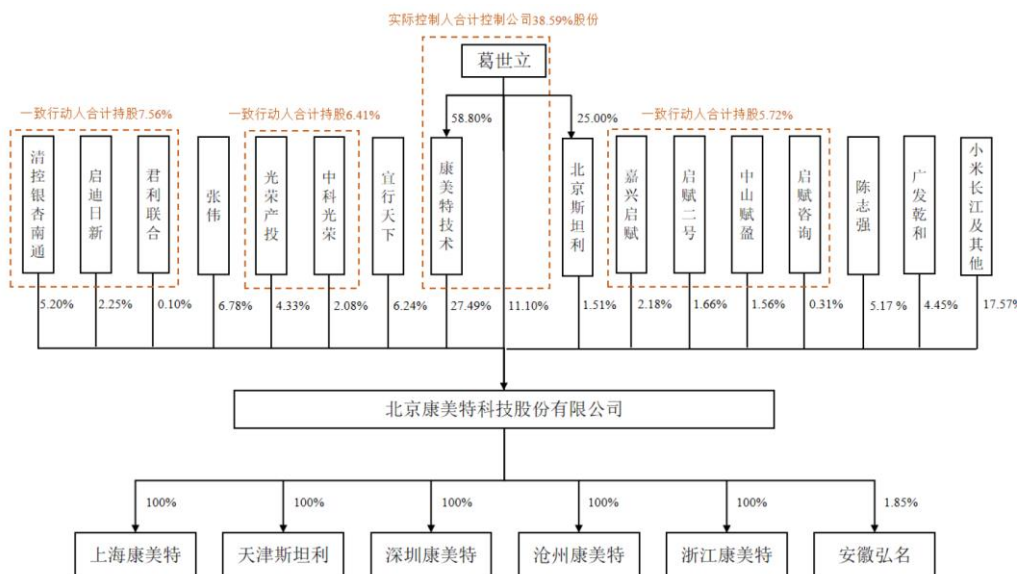 实际控制人合计控制公司38.59%股份
葛世立
一致行动人合计持股7.56%
一致行动人合计持股6.41%
58.80%
25.00%
一致行动人合计持股5.72%
清控银杏南通
启迪日新
君利联合
张伟
光荣产投
中科光荣
宜行天下
康美特技术
北京斯坦利
嘉兴启赋
启赋二号
中山赋盈
启赋咨询
陈志强
广发乾和
小米长江及其他
5.20%
2.25%
0.10%
6.78%
4.33%
2.08%
6.24%
27.49%
11.10%
1.51%
2.18%
1.66%
1.56%
0.31%
5.17 %
4.45%
17.57%
北京康美特科技股份有限公司
100%
100%
100%
100%
100%
1.85%
上海康美特
天津斯坦利
深圳康美特
沧州康美特
浙江康美特
安徽弘名